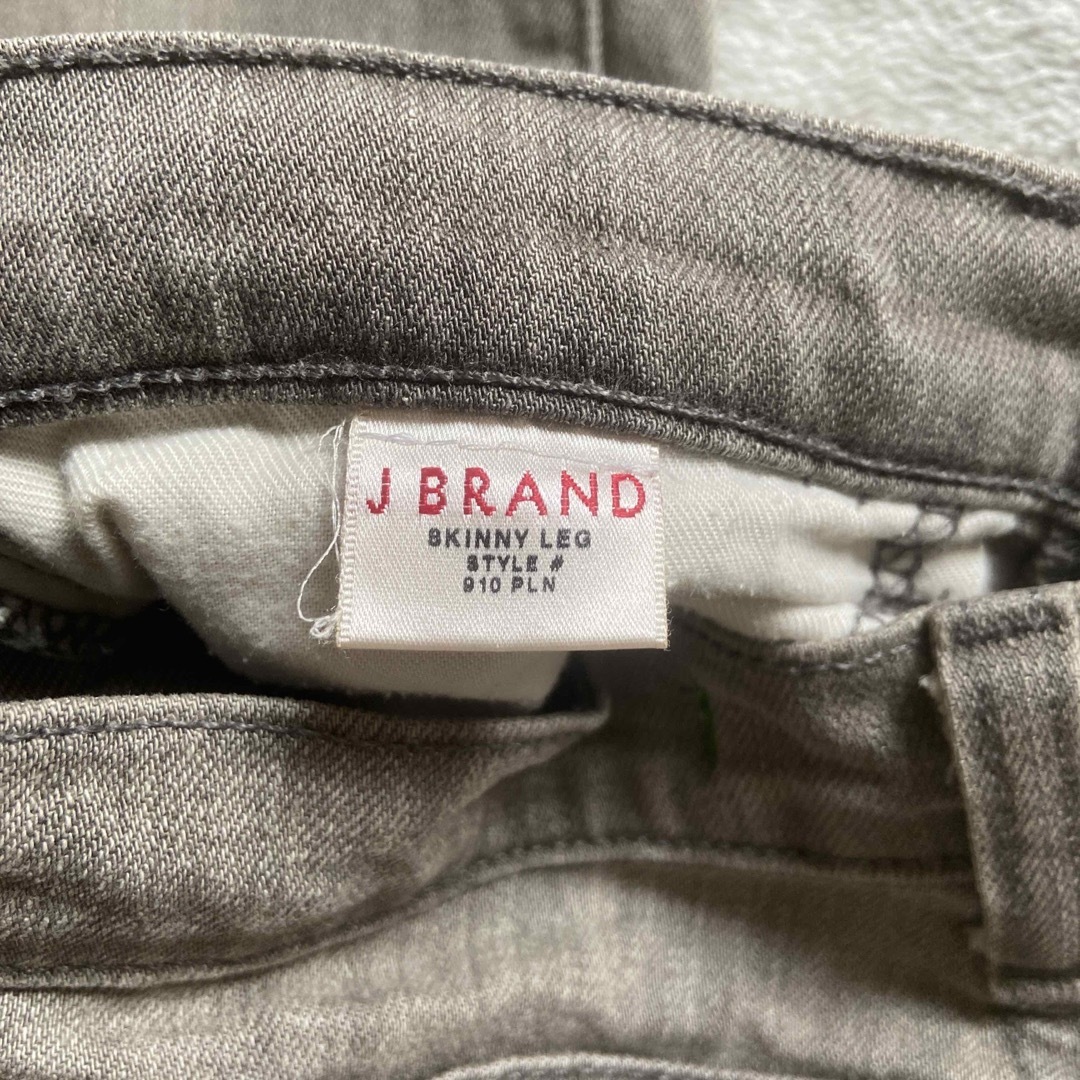 J BRAND
SKINNY LEG
STYLE #
910 PLN